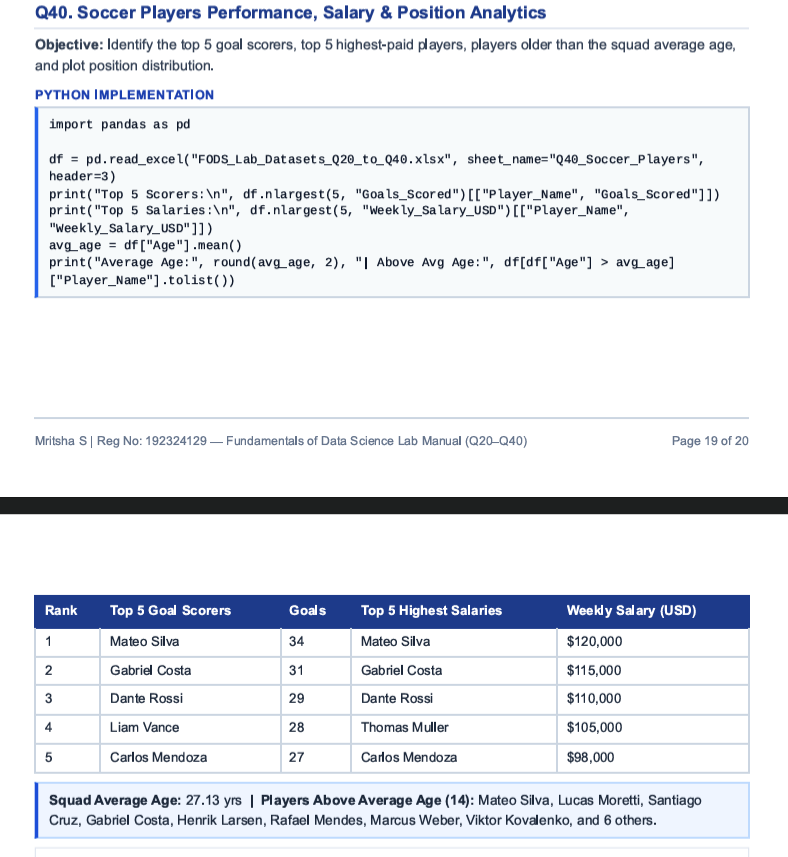 Q40. Soccer Players Performance, Salary & Position Analytics
Objective: Identify the top 5 goal scorers, top 5 highest-paid players, players older than the squad average age,
and plot position distribution.
PYTHON IMPLEMENTATION
import pandas as pd
df = pd.read_excel("FODS_Lab_Datasets_Q20_to_Q40.xlsx", sheet_name="Q40_Soccer_Players",
header=3)
print("Top 5 Scorers:\n", df.nlargest(5, "Goals_Scored")[["Player_Name", "Goals_Scored"]])
print("Top 5 Salaries:\n", df.nlargest(5, "Weekly_Salary_USD")[["Player_Name",
"Weekly_Salary_USD"]])
avg_age = df["Age"].mean()
print("Average Age:", round(avg_age, 2), "| Above Avg Age:", df[df["Age"] > avg_age]
["Player_Name"].tolist())
Mritsha S | Reg No: 192324129 — Fundamentals of Data Science Lab Manual (Q20–Q40) Page 19 of 20
Rank Top 5 Goal Scorers Goals Top 5 Highest Salaries Weekly Salary (USD)
1 Mateo Silva 34 Mateo Silva $120,000
2 Gabriel Costa 31 Gabriel Costa $115,000
3 Dante Rossi 29 Dante Rossi $110,000
4 Liam Vance 28 Thomas Muller $105,000
5 Carlos Mendoza 27 Carlos Mendoza $98,000
Squad Average Age: 27.13 yrs | Players Above Average Age (14): Mateo Silva, Lucas Moretti, Santiago
Cruz, Gabriel Costa, Henrik Larsen, Rafael Mendes, Marcus Weber, Viktor Kovalenko, and 6 others.